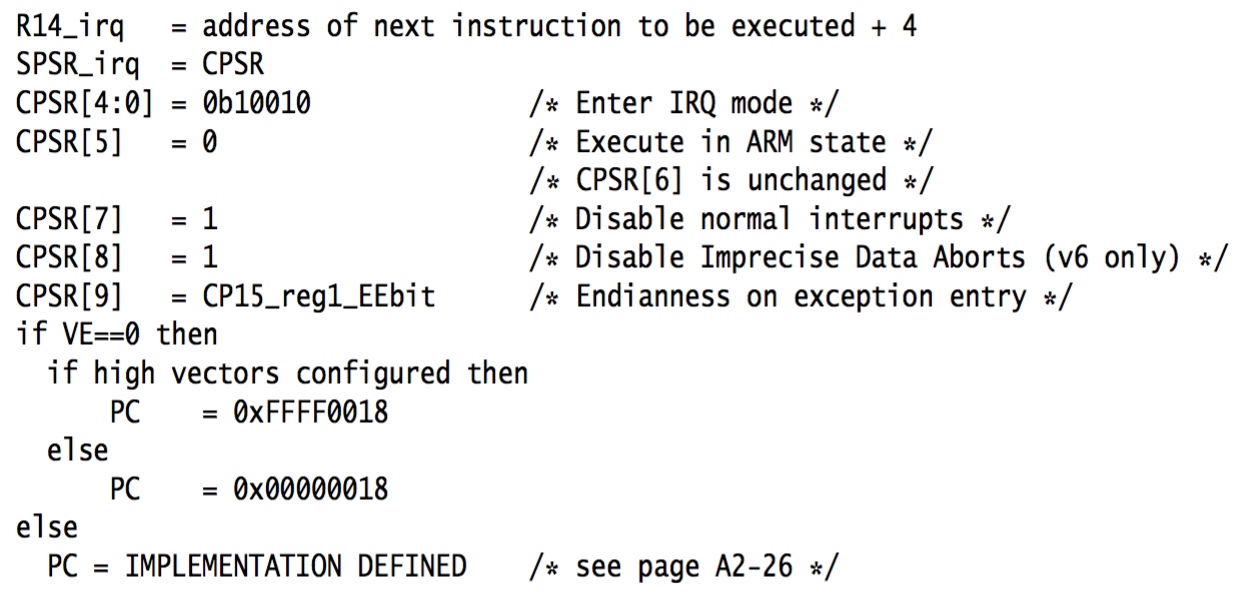 R14_irq   = address of next instruction to be executed + 4
SPSR_irq  = CPSR
CPSR[4:0] = 0b10010              /* Enter IRQ mode */
CPSR[5]   = 0                    /* Execute in ARM state */
                                 /* CPSR[6] is unchanged */
CPSR[7]   = 1                    /* Disable normal interrupts */
CPSR[8]   = 1                    /* Disable Imprecise Data Aborts (v6 only) */
CPSR[9]   = CP15_reg1_EEbit      /* Endianness on exception entry */
if VE==0 then
  if high vectors configured then
      PC    = 0xFFFF0018
  else
      PC    = 0x00000018
else
  PC = IMPLEMENTATION DEFINED    /* see page A2-26 */